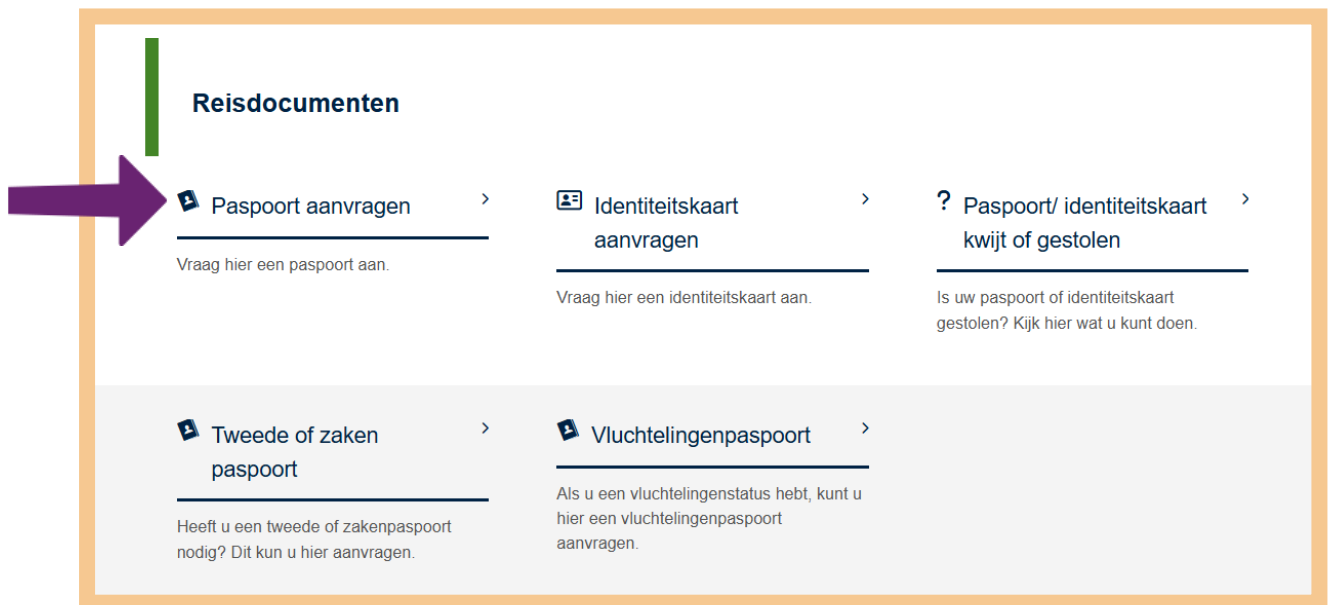 Reisdocumenten
Paspoort aanvragen
Vraag hier een paspoort aan.
Identiteitskaart
aanvragen
Vraag hier een identiteitskaart aan.
? Paspoort/ identiteitskaart
kwijt of gestolen
Is uw paspoort of identiteitskaart
gestolen? Kijk hier wat u kunt doen.
Tweede of zaken
paspoort
Heeft u een tweede of zakenpaspoort
nodig? Dit kun u hier aanvragen.
Vluchtelingenpaspoort
Als u een vluchtelingenstatus hebt, kunt u
hier een vluchtelingenpaspoort
aanvragen.